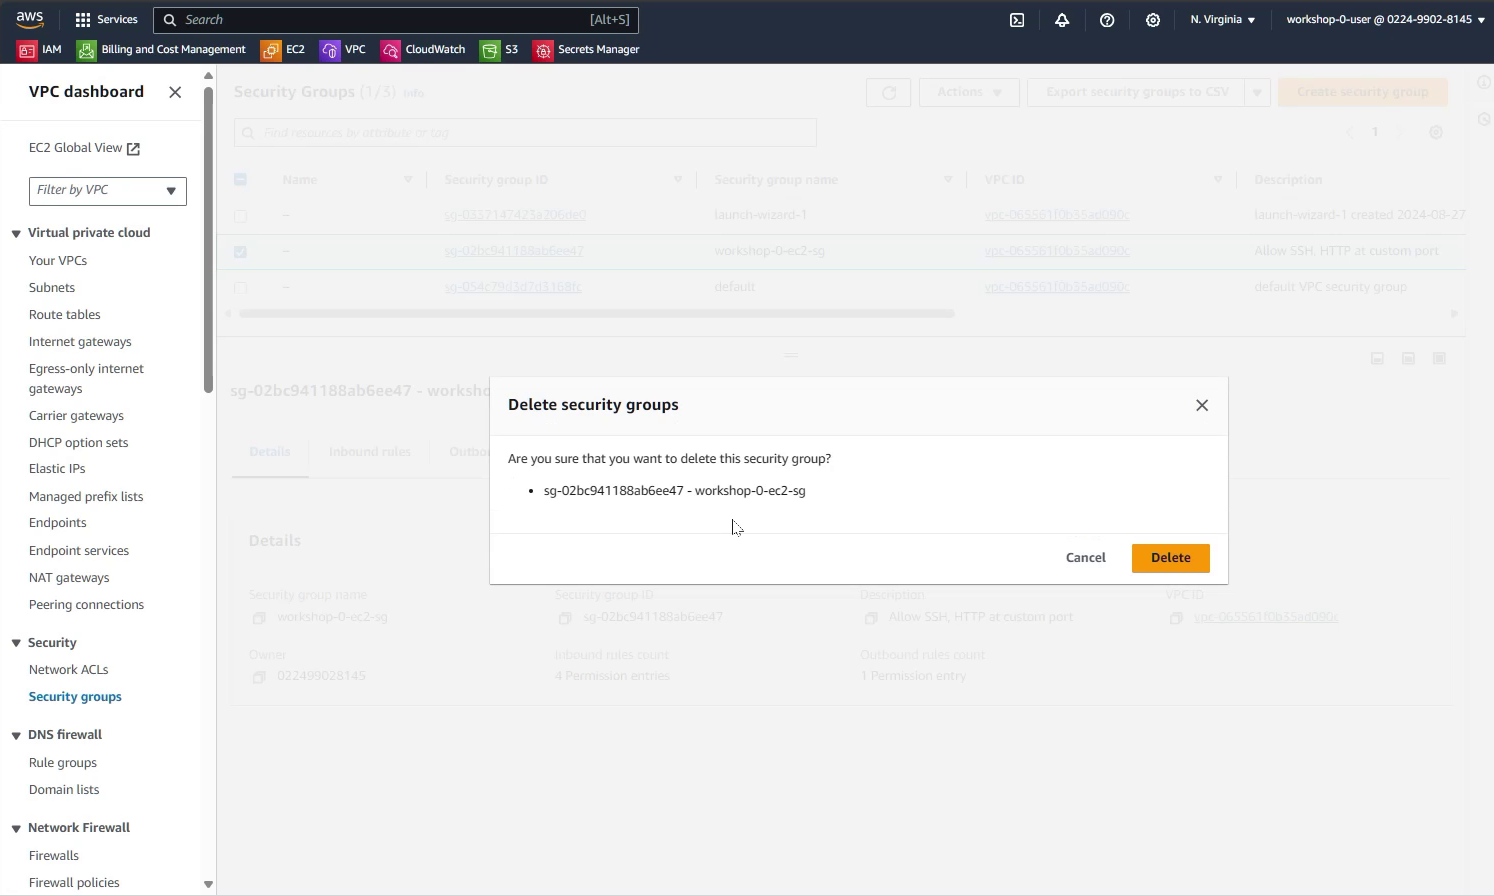 aws Services Search [Alt+S] N. Virginia workshop-0-user @ 0224-9902-8145
IAM Billing and Cost Management EC2 VPC CloudWatch S3 Secrets Manager
VPC dashboard
EC2 Global View
Filter by VPC
Virtual private cloud
Your VPCs
Subnets
Route tables
Internet gateways
Egress-only internet
gateways
Carrier gateways
DHCP option sets
Elastic IPs
Managed prefix lists
Endpoints
Endpoint services
NAT gateways
Peering connections
Security
Network ACLs
Security groups
DNS firewall
Rule groups
Domain lists
Network Firewall
Firewalls
Firewall policies
Security Groups (1/3) Info Actions Export security groups to CSV Create security group
Find resources by attribute or tag 1
Name Security group ID Security group name VPC ID Description
– launch-wizard-1 vpc-065561f0b35ad090c launch-wizard-1 created 2024-08-27
– sg-02bc941188ab6ee47 workshop-0-ec2-sg vpc-065561f0b35ad090c Allow SSH, HTTP at custom port
– default vpc-065561f0b35ad090c default VPC security group
sg-02bc941188ab6ee47 - worksho
Details Inbound rules Outbou
Delete security groups
Are you sure that you want to delete this security group?
• sg-02bc941188ab6ee47 - workshop-0-ec2-sg
Cancel Delete
Details
Security group name Security group ID Description VPC ID
workshop-0-ec2-sg sg-02bc941188ab6ee47 Allow SSH, HTTP at custom port vpc-065561f0b35ad090c
Owner Inbound rules count Outbound rules count
022499028145 4 Permission entries 1 Permission entry